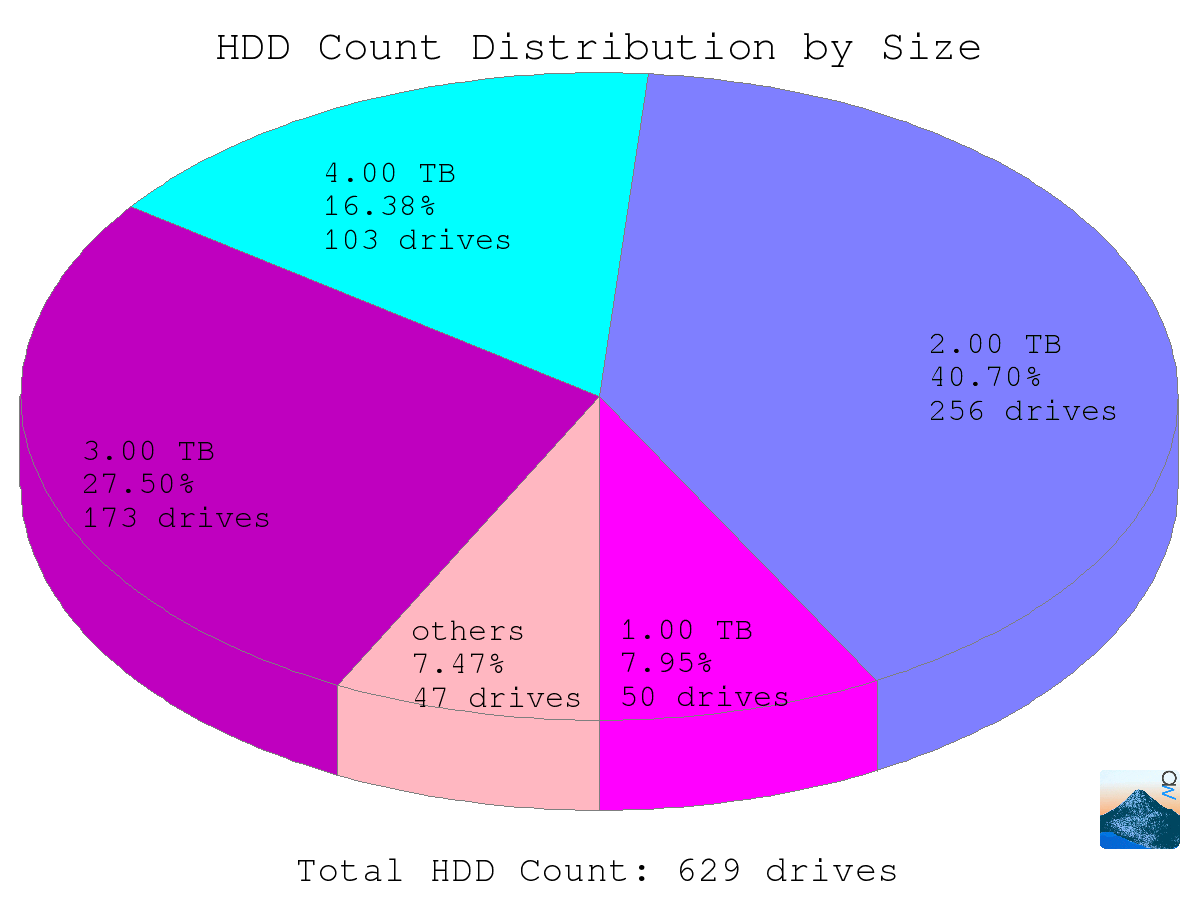 HDD Count Distribution by Size
4.00 TB
16.38%
103 drives
2.00 TB
40.70%
256 drives
3.00 TB
27.50%
173 drives
others
7.47%
47 drives
1.00 TB
7.95%
50 drives
Total HDD Count: 629 drives